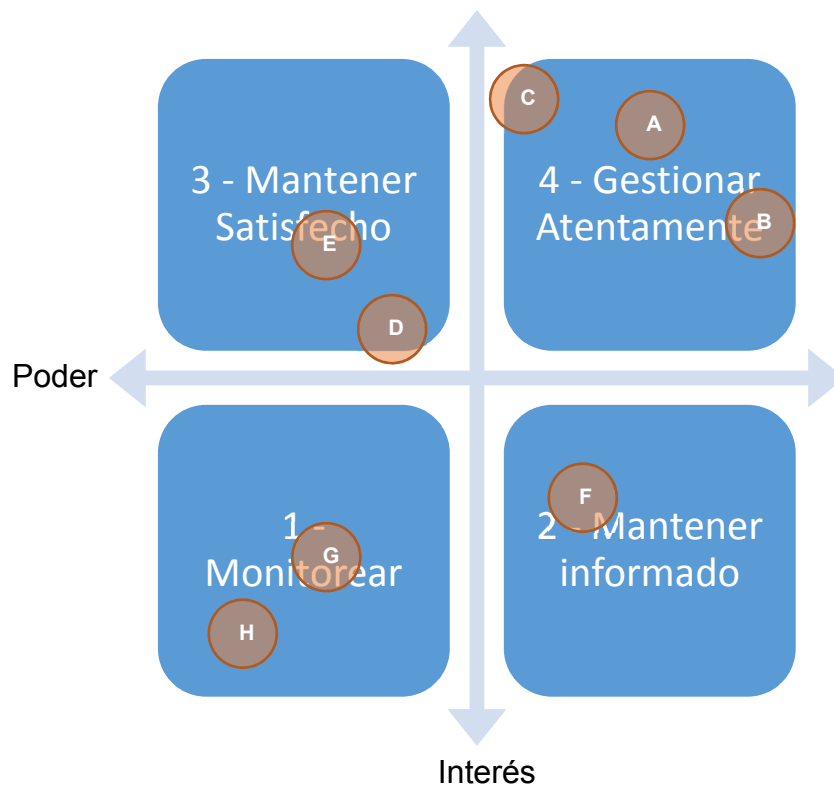 C
A
3 - Mantener
Satisfecho
4 - Gestionar
Atentamente
B
E
D
Poder
F
1 -
Monitorear
2 - Mantener
informado
G
H
Interés